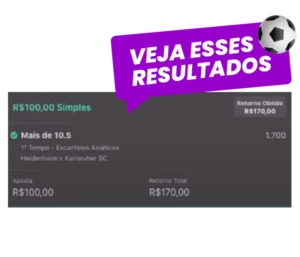 VEJA ESSES
RESULTADOS
R$100,00 Simples
Retorno Obtido
R$170,00
Mais de 10.5
1.700
1º Tempo - Escanteios Asiáticos
Heidenheim v Karlsruher SC
Aposta
Retorno Total
R$100,00
R$170,00